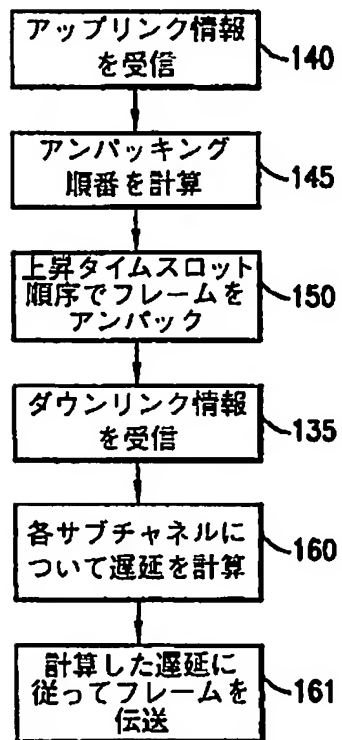 アップリンク情報
を受信
140
アンパッキング
順番を計算
145
上昇タイムスロット
順序でフレームを
アンパック
150
ダウンリンク情報
を受信
135
各サブチャネルに
ついて遅延を計算
160
計算した遅延に
従ってフレームを
伝送
161